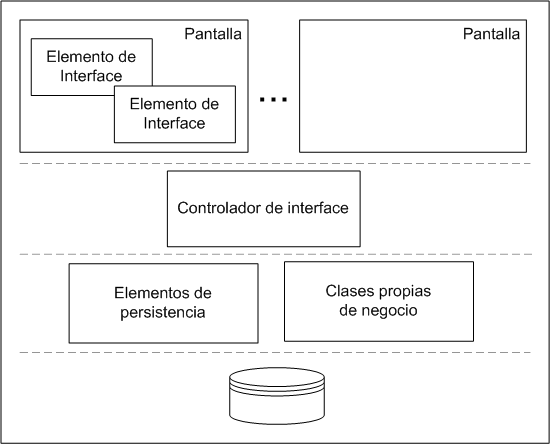 Pantalla
Elemento de
Interface
Elemento de
Interface
...
Pantalla
Controlador de interface
Elementos de
persistencia
Clases propias
de negocio